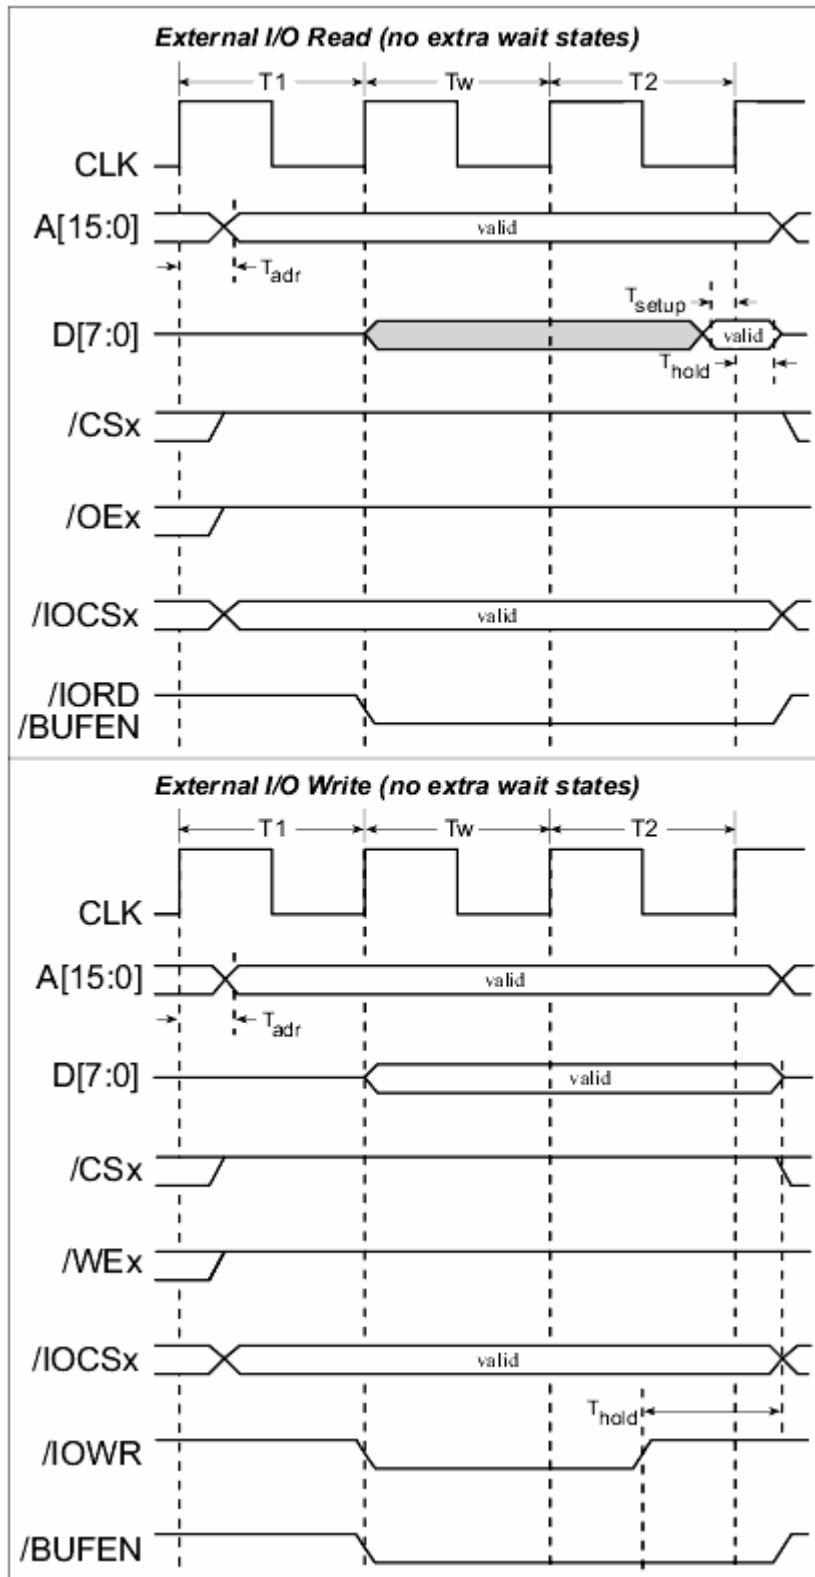 External I/O Read (no extra wait states)
T1 Tw T2
CLK
A[15:0] valid
Tadr
Tsetup
D[7:0] valid
Thold
/CSx
/OEx
/IOCSx valid
/IORD
/BUFEN
External I/O Write (no extra wait states)
T1 Tw T2
CLK
A[15:0] valid
Tadr
D[7:0] valid
/CSx
/WEx
/IOCSx valid
Thold
/IOWR
/BUFEN